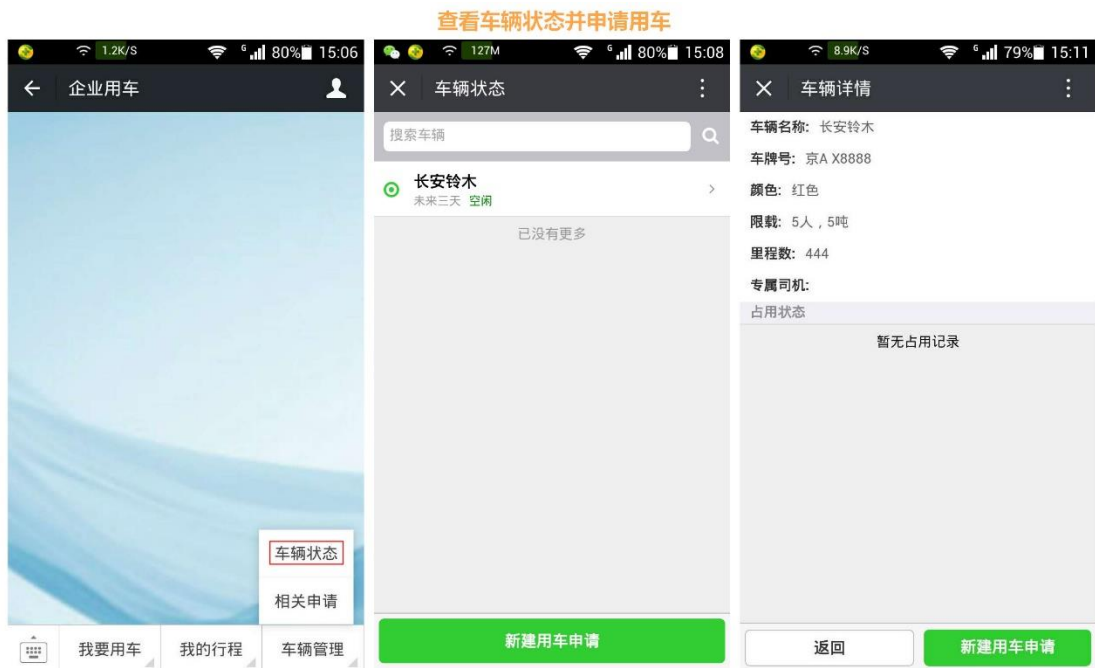 查看车辆状态并申请用车
1.2K/S G 80% 15:06
企业用车
车辆状态
相关申请
我要用车 我的行程 车辆管理
127M G 80% 15:08
车辆状态
搜索车辆
长安铃木
未来三天 空闲
已没有更多
新建用车申请
8.9K/S G 79% 15:11
车辆详情
车辆名称: 长安铃木
车牌号: 京A X8888
颜色: 红色
限载: 5人，5吨
里程数: 444
专属司机:
占用状态
暂无占用记录
返回 新建用车申请